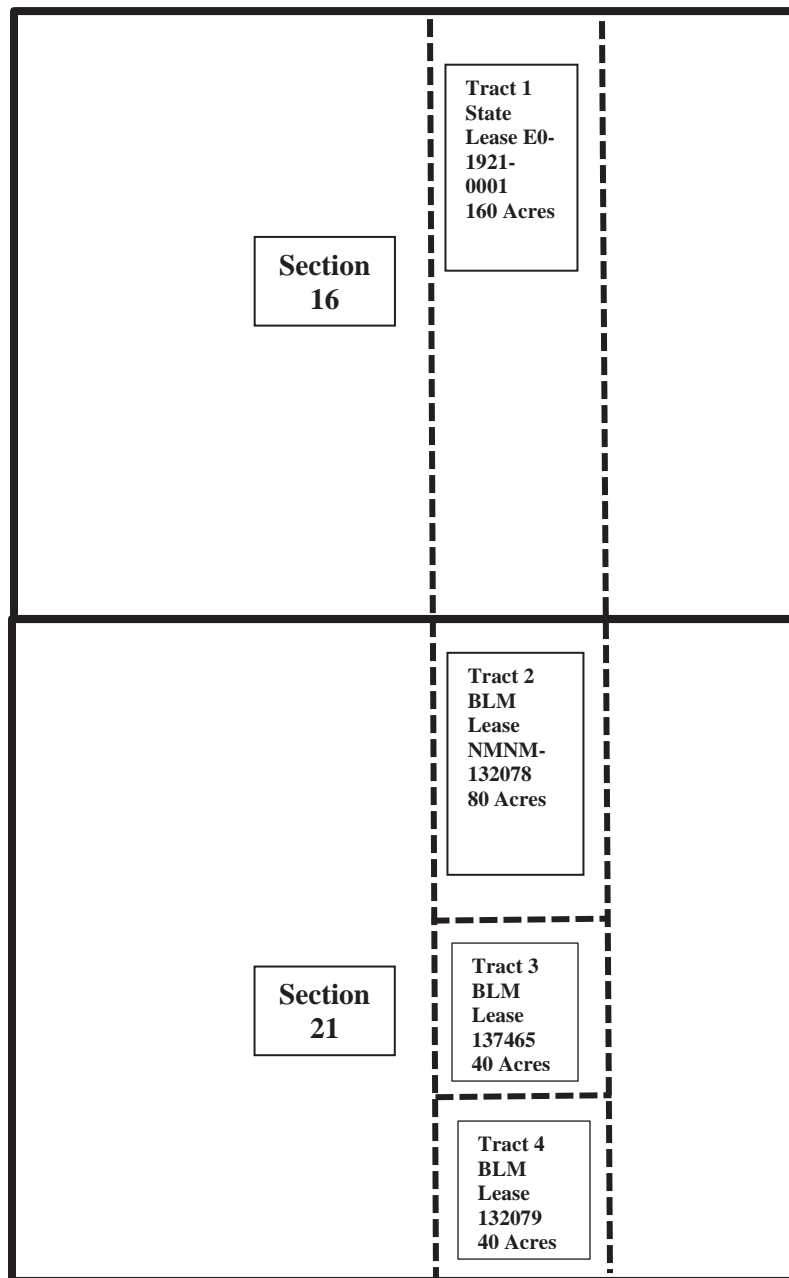 Tract 1
State
Lease E0-
1921-
0001
160 Acres
Section
16
Tract 2
BLM
Lease
NMNM-
132078
80 Acres
Tract 3
BLM
Lease
137465
40 Acres
Section
21
Tract 4
BLM
Lease
132079
40 Acres